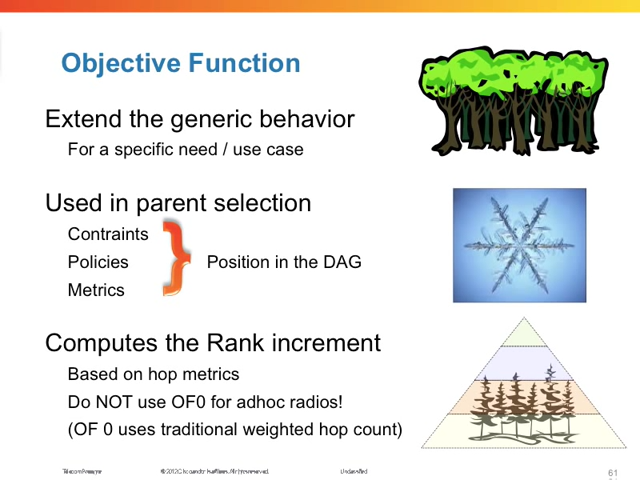 Objective Function
Extend the generic behavior
For a specific need / use case
Used in parent selection
Contraints
Policies
Metrics
} Position in the DAG
Computes the Rank increment
Based on hop metrics
Do NOT use OF0 for adhoc radios!
(OF 0 uses traditional weighted hop count)
61